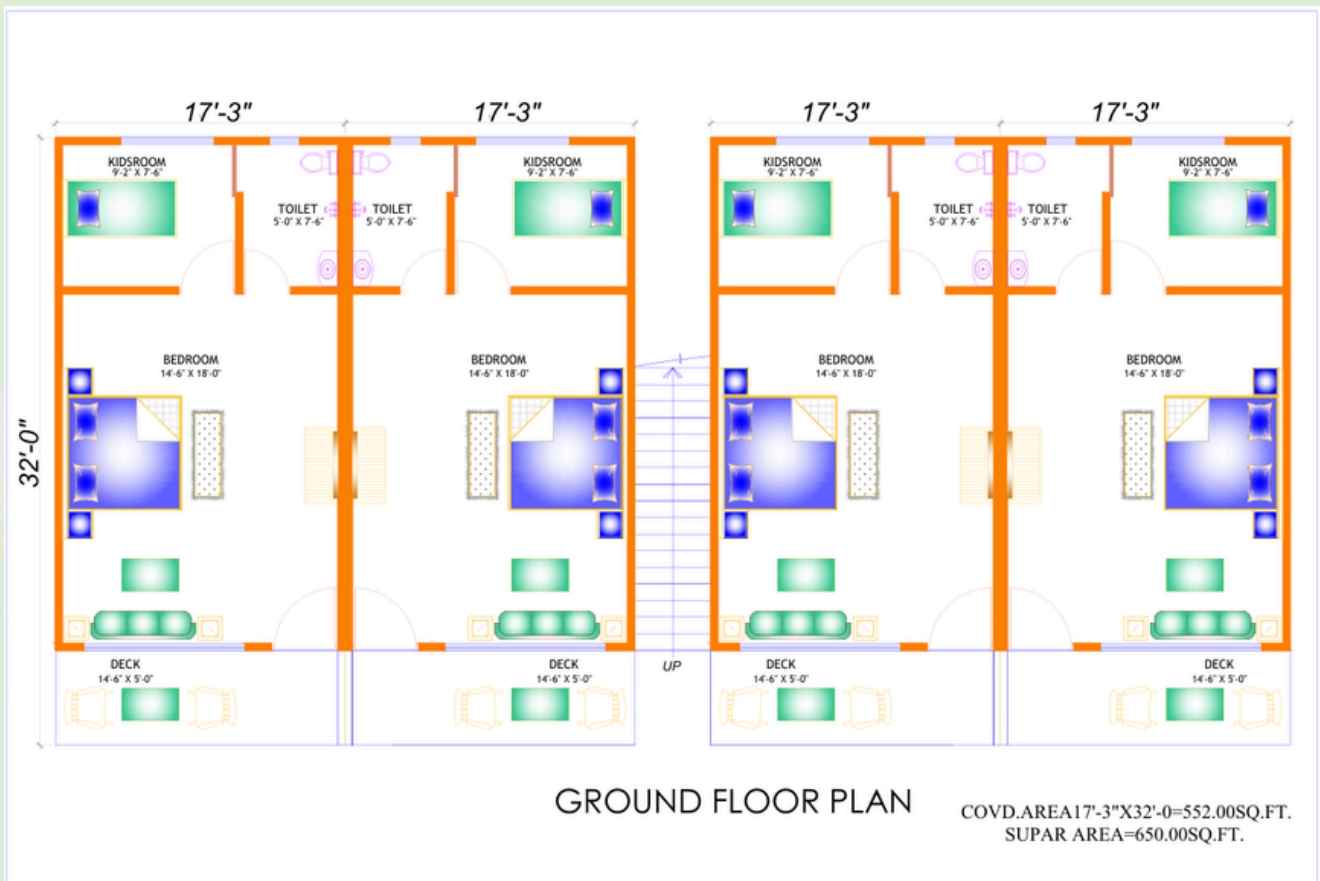 17'-3" 17'-3" 17'-3" 17'-3"
KIDSROOM
9'-2" X 7'-6"
KIDSROOM
9'-2" X 7'-6"
KIDSROOM
9'-2" X 7'-6"
KIDSROOM
9'-2" X 7'-6"
TOILET
5'-0" X 7'-6"
TOILET
5'-0" X 7'-6"
TOILET
5'-0" X 7'-6"
TOILET
5'-0" X 7'-6"
BEDROOM
14'-6" X 18'-0"
BEDROOM
14'-6" X 18'-0"
BEDROOM
14'-6" X 18'-0"
BEDROOM
14'-6" X 18'-0"
32'-0"
UP
DECK
14'-6" X 5'-0"
DECK
14'-6" X 5'-0"
DECK
14'-6" X 5'-0"
DECK
14'-6" X 5'-0"
GROUND FLOOR PLAN
COVD.AREA17'-3"X32'-0=552.00SQ.FT.
SUPAR AREA=650.00SQ.FT.